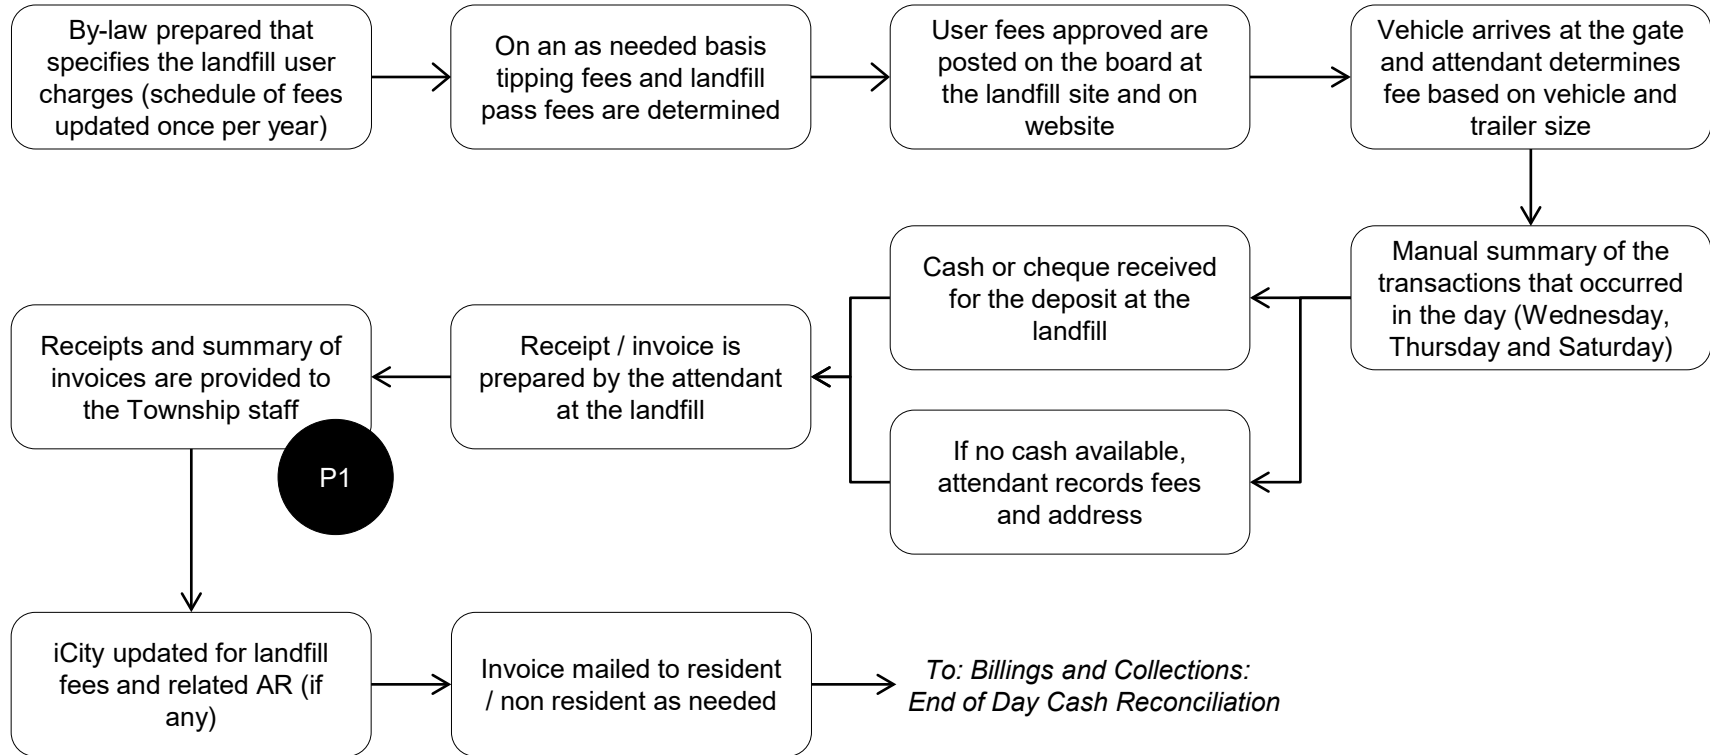 By-law prepared that
specifies the landfill user
charges (schedule of fees
updated once per year)
On an as needed basis
tipping fees and landfill
pass fees are determined
User fees approved are
posted on the board at
the landfill site and on
website
Vehicle arrives at the gate
and attendant determines
fee based on vehicle and
trailer size
Manual summary of the
transactions that occurred
in the day (Wednesday,
Thursday and Saturday)
Cash or cheque received
for the deposit at the
landfill
If no cash available,
attendant records fees
and address
Receipt / invoice is
prepared by the attendant
at the landfill
Receipts and summary of
invoices are provided to
the Township staff
P1
iCity updated for landfill
fees and related AR (if
any)
Invoice mailed to resident
/ non resident as needed
To: Billings and Collections:
End of Day Cash Reconciliation